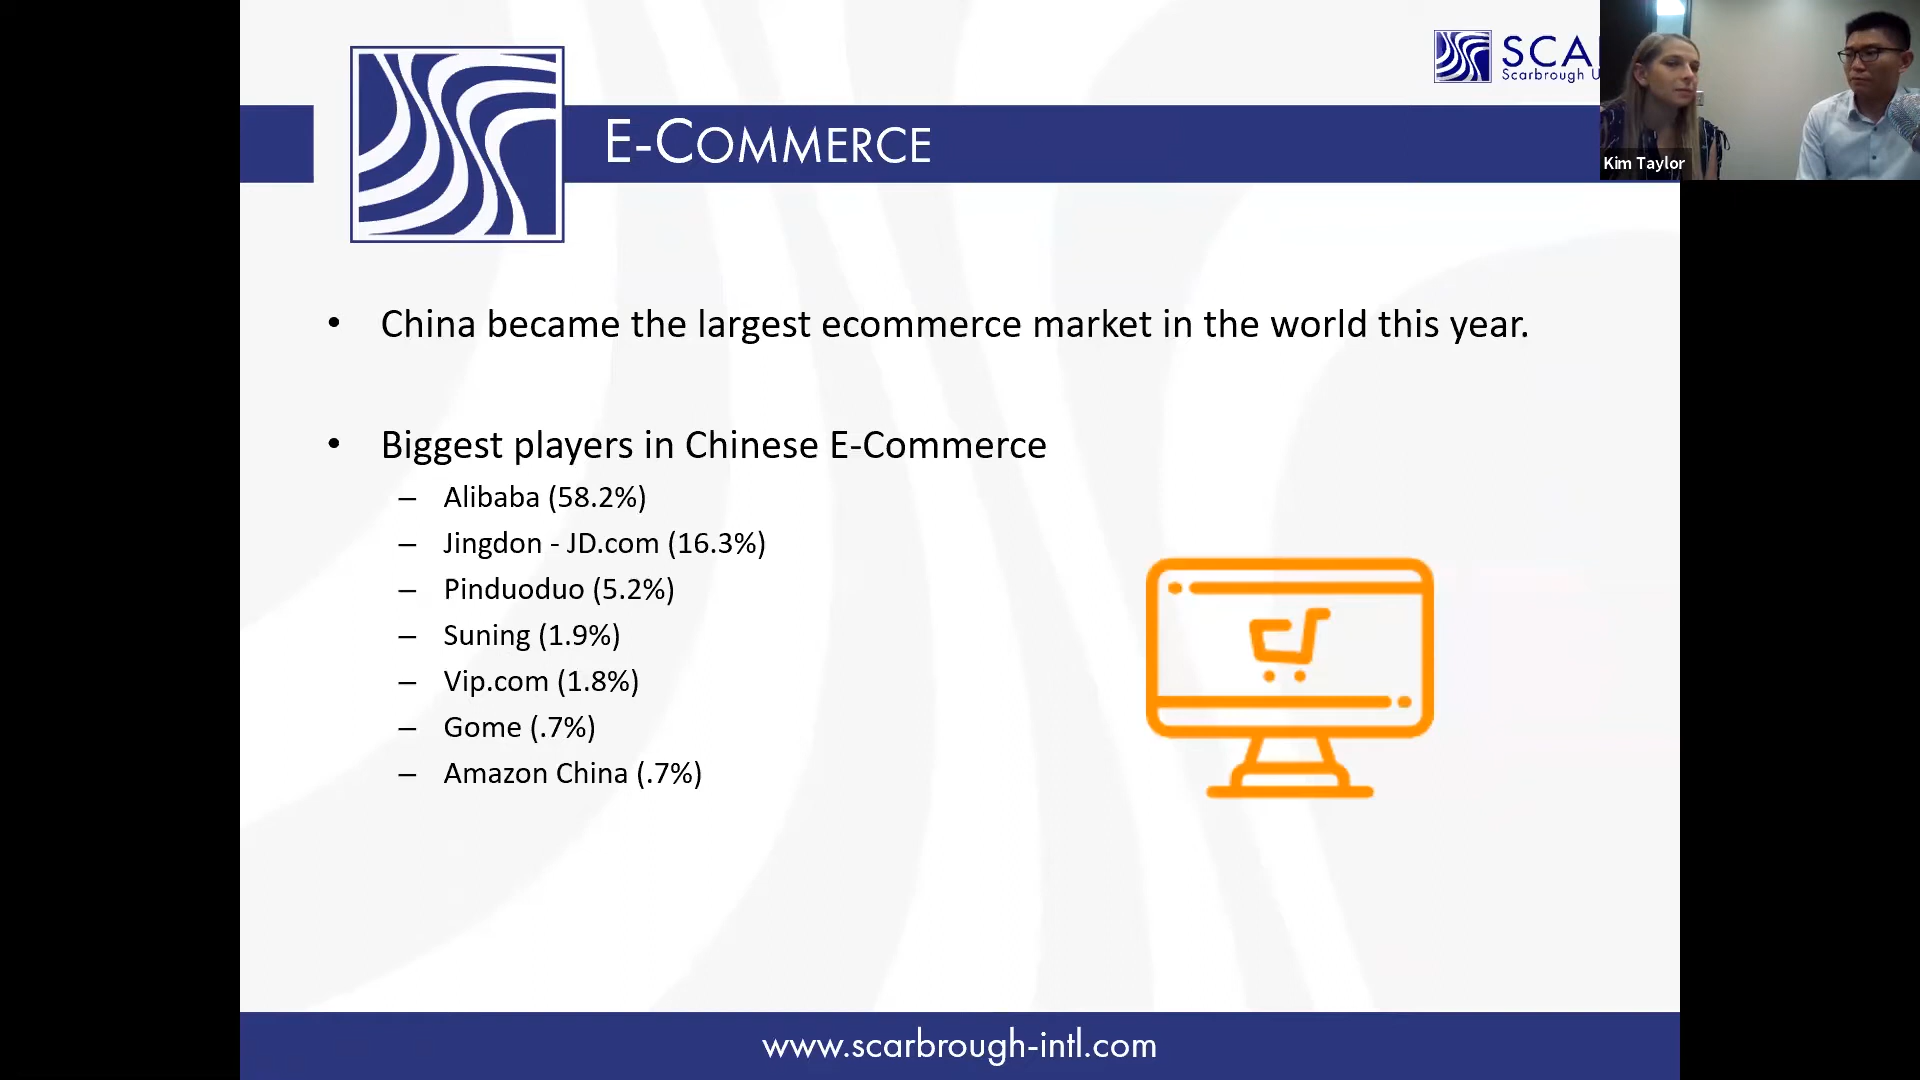 SCA
Scarbrough U
E-COMMERCE
Kim Taylor
• China became the largest ecommerce market in the world this year.
• Biggest players in Chinese E-Commerce
– Alibaba (58.2%)
– Jingdon - JD.com (16.3%)
– Pinduoduo (5.2%)
– Suning (1.9%)
– Vip.com (1.8%)
– Gome (.7%)
– Amazon China (.7%)
www.scarbrough-intl.com